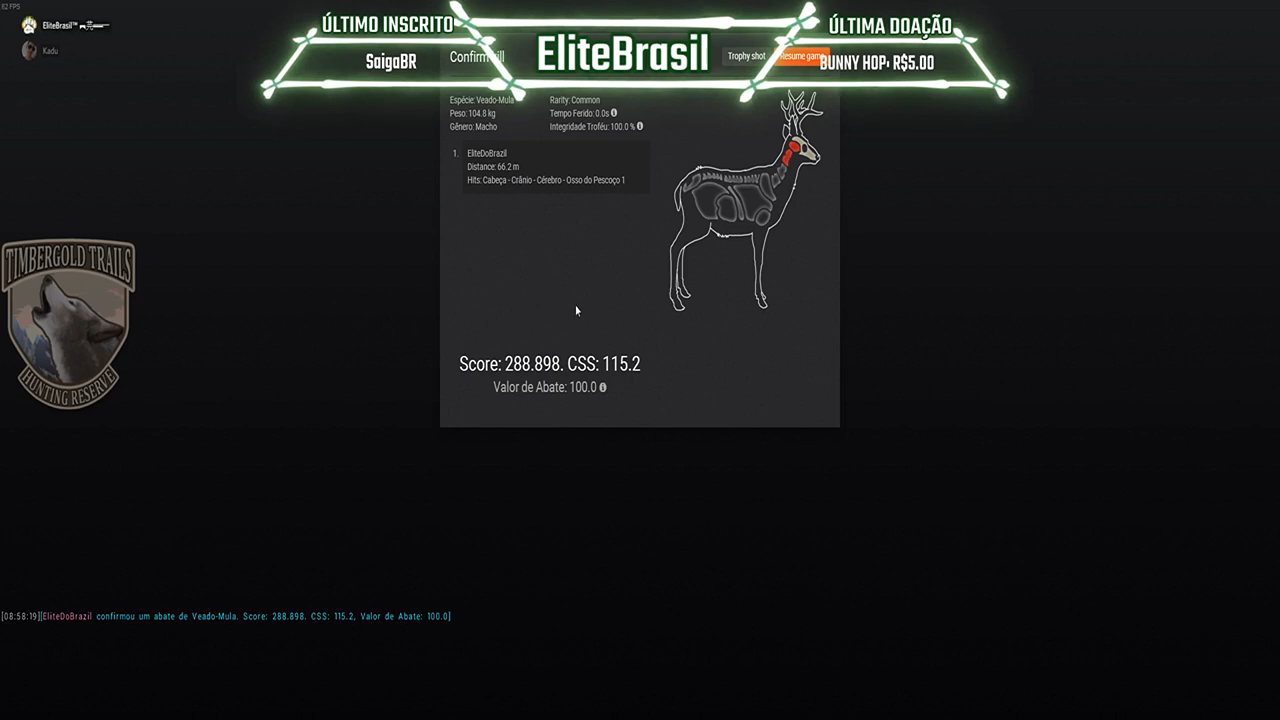 82 FPS
EliteBrasil™
Kadu
ÚLTIMO INSCRITO
SaigaBR
EliteBrasil
ÚLTIMA DOAÇÃO
BUNNY HOP: R$5.00
Trophy shot
Resume game
Espécie: Veado-Mula
Peso: 104.8 kg
Gênero: Macho
Rarity: Common
Tempo Ferido: 0.0s
Integridade Troféu: 100.0 %
1. EliteDoBrazil
Distance: 66.2 m
Hits: Cabeça - Crânio - Cérebro - Osso do Pescoço 1
TIMBERGOLD TRAILS
HUNTING RESERVE
Score: 288.898. CSS: 115.2
Valor de Abate: 100.0
[08:58:19][EliteDoBrazil confirmou um abate de Veado-Mula. Score: 288.898. CSS: 115.2, Valor de Abate: 100.0]